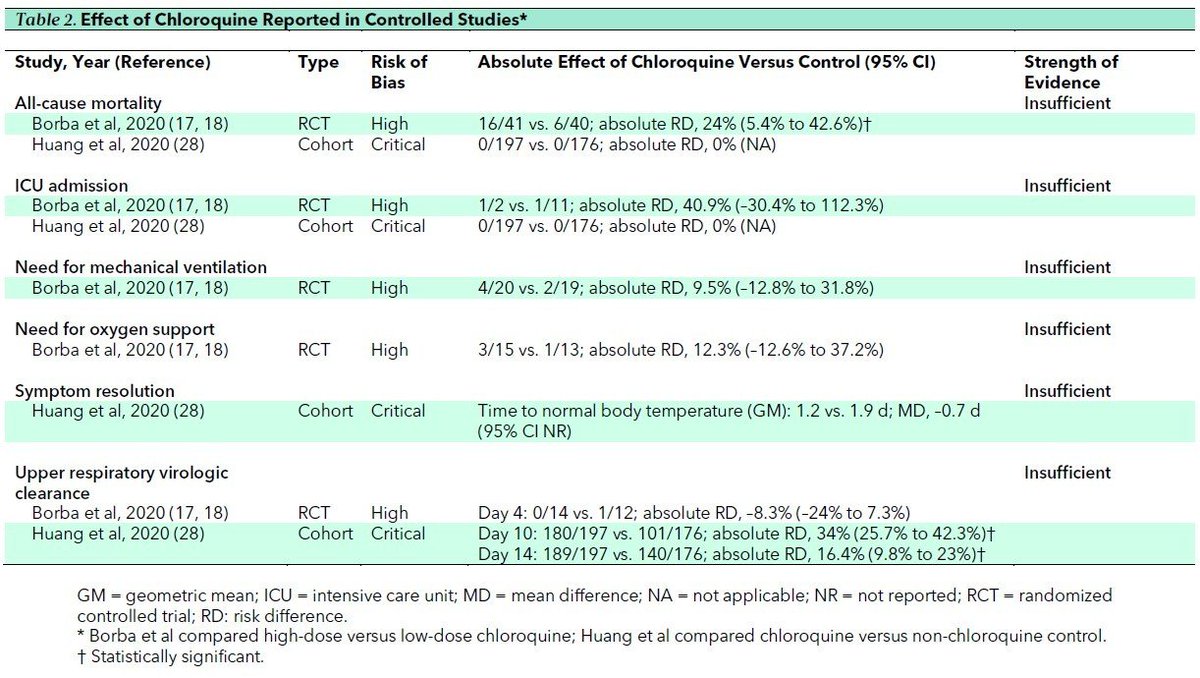 Table 2. Effect of Chloroquine Reported in Controlled Studies*
Study, Year (Reference) Type Risk of Bias Absolute Effect of Chloroquine Versus Control (95% CI) Strength of Evidence
All-cause mortality Insufficient
Borba et al, 2020 (17, 18) RCT High 16/41 vs. 6/40; absolute RD, 24% (5.4% to 42.6%)†
Huang et al, 2020 (28) Cohort Critical 0/197 vs. 0/176; absolute RD, 0% (NA)
ICU admission Insufficient
Borba et al, 2020 (17, 18) RCT High 1/2 vs. 1/11; absolute RD, 40.9% (–30.4% to 112.3%)
Huang et al, 2020 (28) Cohort Critical 0/197 vs. 0/176; absolute RD, 0% (NA)
Need for mechanical ventilation Insufficient
Borba et al, 2020 (17, 18) RCT High 4/20 vs. 2/19; absolute RD, 9.5% (–12.8% to 31.8%)
Need for oxygen support Insufficient
Borba et al, 2020 (17, 18) RCT High 3/15 vs. 1/13; absolute RD, 12.3% (–12.6% to 37.2%)
Symptom resolution Insufficient
Huang et al, 2020 (28) Cohort Critical Time to normal body temperature (GM): 1.2 vs. 1.9 d; MD, –0.7 d
(95% CI NR)
Upper respiratory virologic Insufficient
clearance
Borba et al, 2020 (17, 18) RCT High Day 4: 0/14 vs. 1/12; absolute RD, –8.3% (–24% to 7.3%)
Huang et al, 2020 (28) Cohort Critical Day 10: 180/197 vs. 101/176; absolute RD, 34% (25.7% to 42.3%)†
Day 14: 189/197 vs. 140/176; absolute RD, 16.4% (9.8% to 23%)†
GM = geometric mean; ICU = intensive care unit; MD = mean difference; NA = not applicable; NR = not reported; RCT = randomized
controlled trial; RD: risk difference.
* Borba et al compared high-dose versus low-dose chloroquine; Huang et al compared chloroquine versus non-chloroquine control.
† Statistically significant.